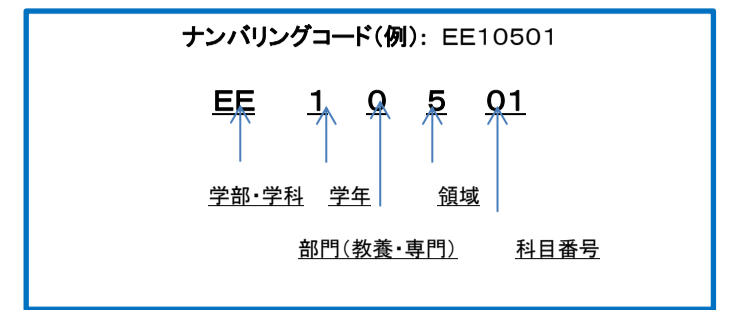 ナンバリングコード(例): EE10501
EE 1 0 5 01
学部・学科 学年 領域
部門(教養・専門) 科目番号